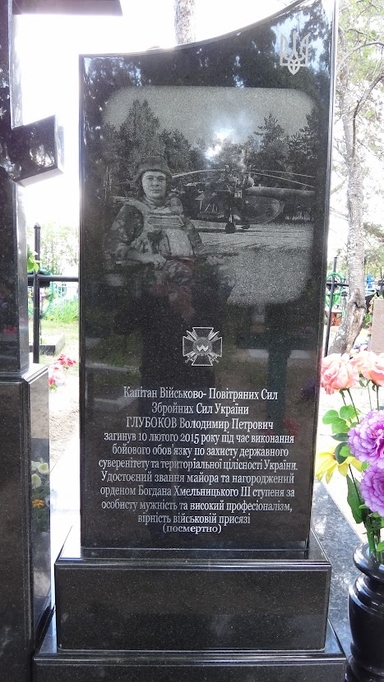 Капітан Військово- Повітряних Сил
Збройних Сил України
ГЛУБОКОВ Володимир Петрович
загинув 10 лютого 2015 року під час виконання
бойового обов'язку по захисту державного
суверенітету та територіальної цілісності України.
Удостоєний звання майора та нагороджений
орденом Богдана Хмельницького ІІІ ступеня за
особисту мужність та високий професіоналізм,
вірність військовій присязі
(посмертно)